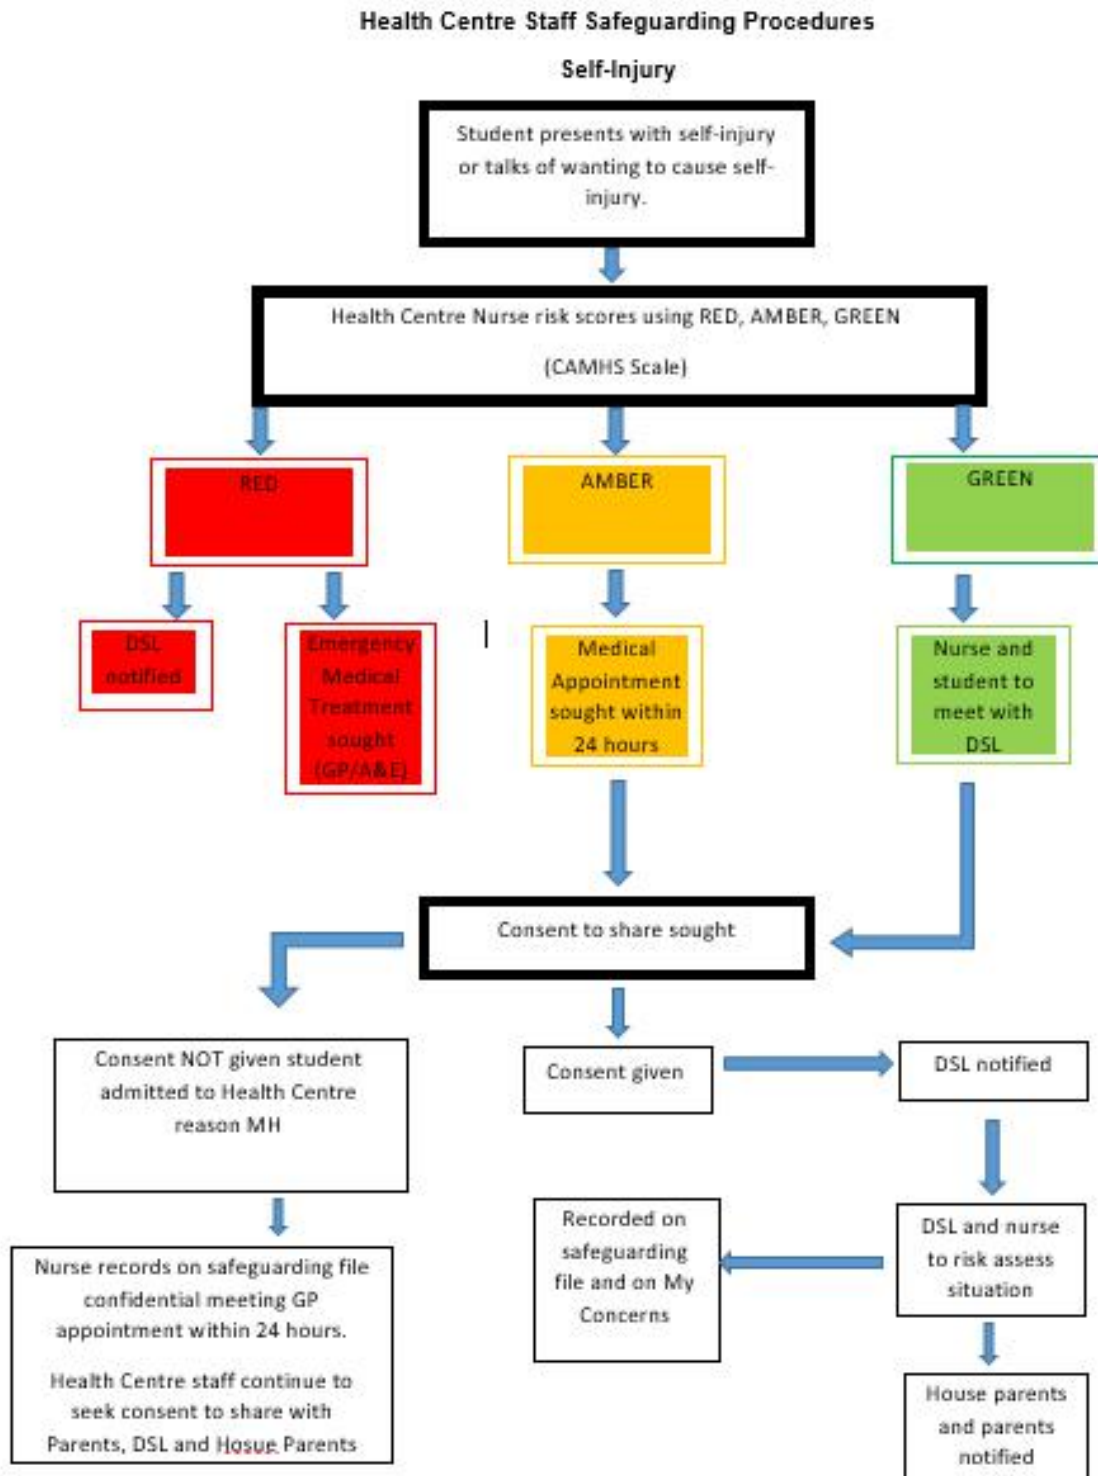 Health Centre Staff Safeguarding Procedures
Self-Injury
Student presents with self-injury
or talks of wanting to cause self-
injury.
Health Centre Nurse risk scores using RED, AMBER, GREEN
(CAMHS Scale)
RED
AMBER
GREEN
DSL
notified
Emergency
Medical
Treatment
sought
(GP/A&E)
Medical
Appointment
sought within
24 hours
Nurse and
student to
meet with
DSL
Consent to share sought
Consent NOT given student
admitted to Health Centre
reason MH
Consent given
DSL notified
Nurse records on safeguarding file
confidential meeting GP
appointment within 24 hours.
Health Centre staff continue to
seek consent to share with
Parents, DSL and Hosue Parents
Recorded on
safeguarding
file and on My
Concerns
DSL and nurse
to risk assess
situation
House parents
and parents
notified